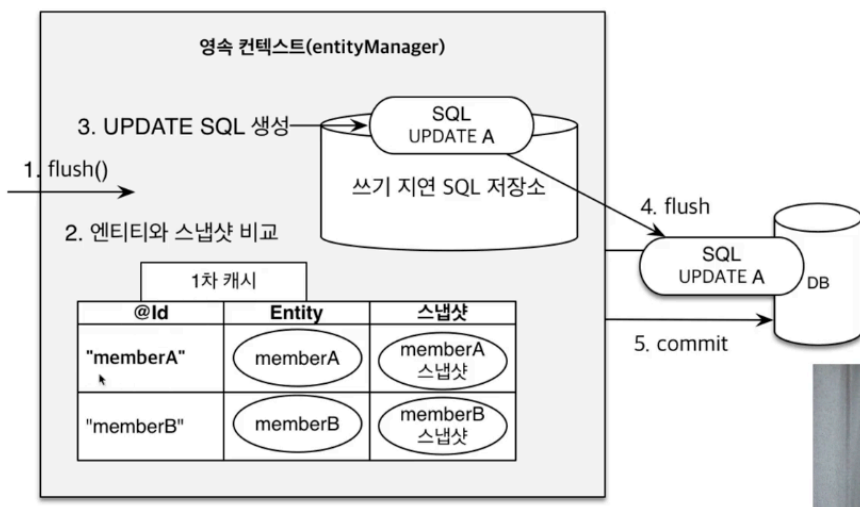 영속 컨텍스트(entityManager)
SQL
UPDATE A
3. UPDATE SQL 생성
1. flush()
쓰기 지연 SQL 저장소
4. flush
2. 엔티티와 스냅샷 비교
SQL
UPDATE A
DB
1차 캐시
@Id Entity 스냅샷
5. commit
"memberA" memberA memberA
스냅샷
"memberB" memberB memberB
스냅샷